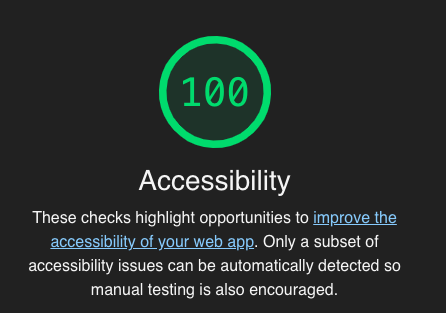 100
Accessibility
These checks highlight opportunities to improve the
accessibility of your web app. Only a subset of
accessibility issues can be automatically detected so
manual testing is also encouraged.